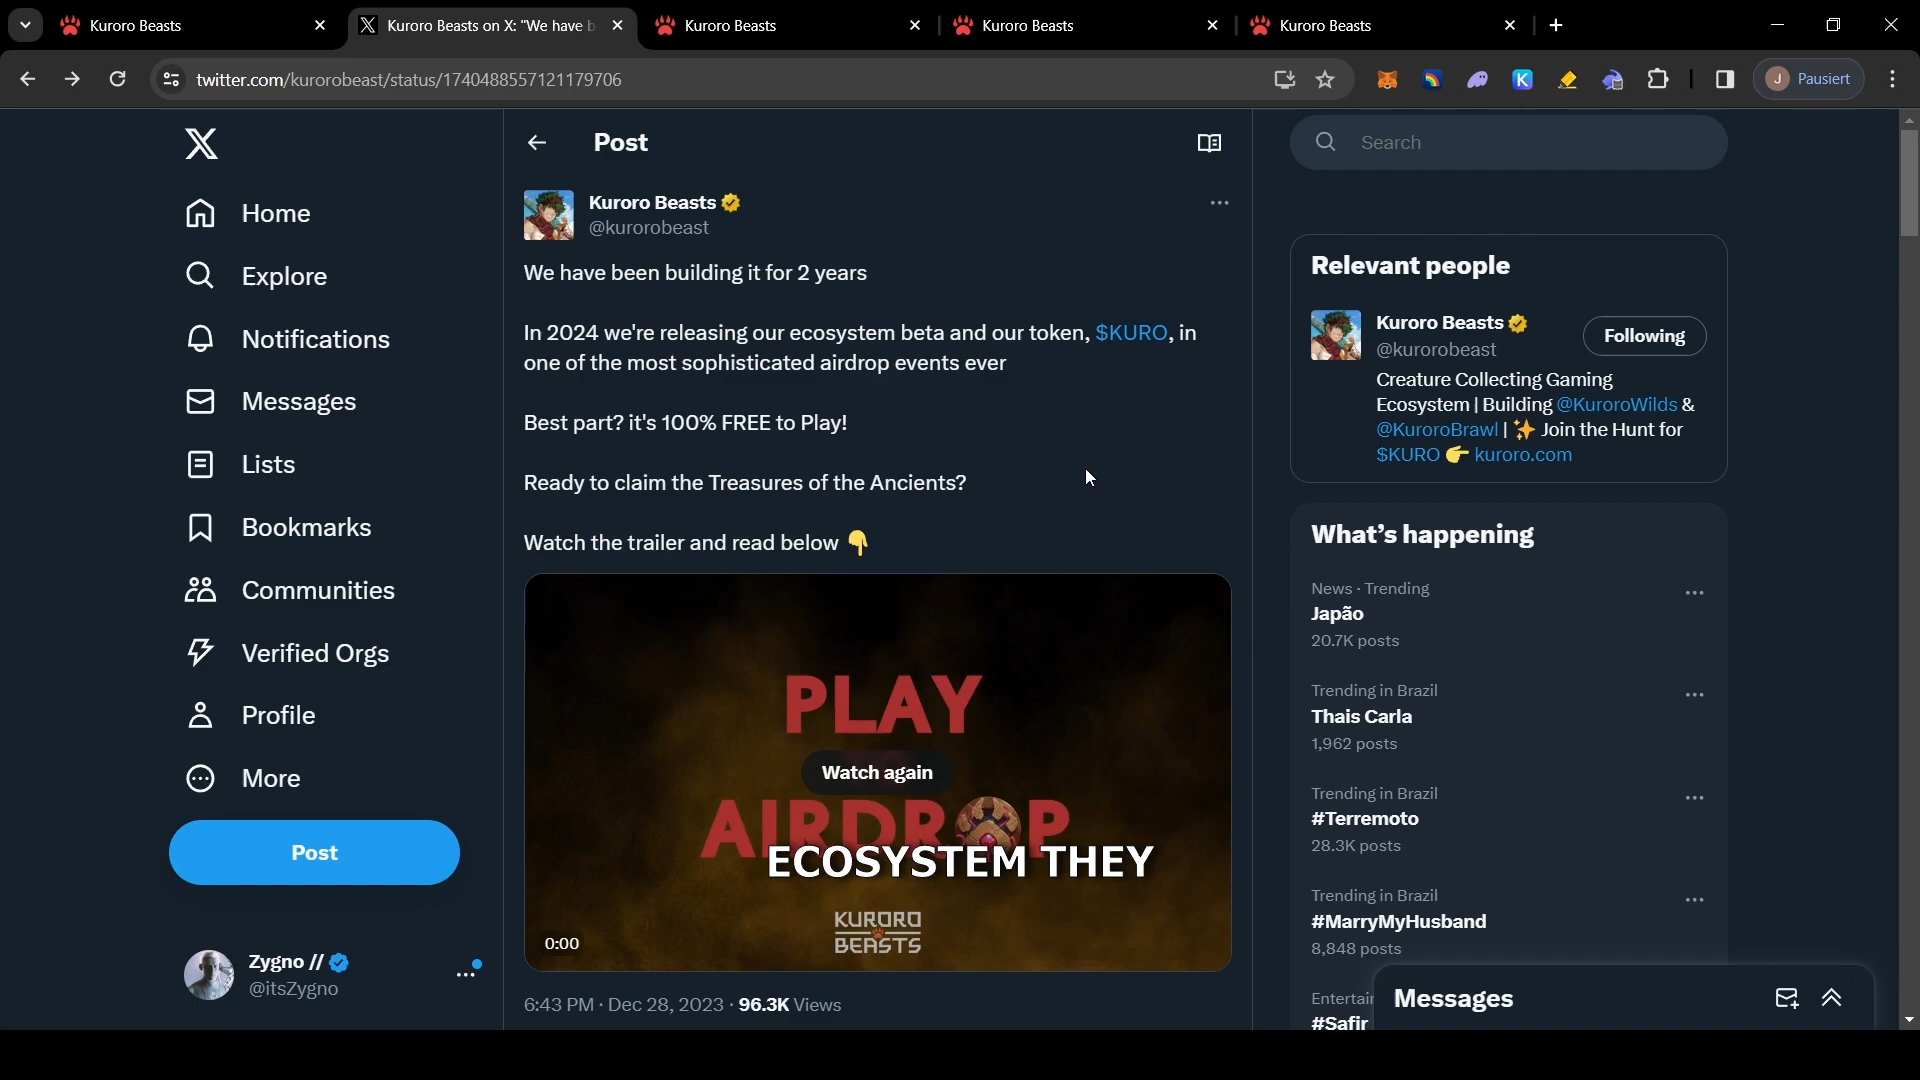 Kuroro Beasts
Kuroro Beasts on X: "We have b
Kuroro Beasts
Kuroro Beasts
Kuroro Beasts
twitter.com/kurorobeast/status/1740488557121179706
K
J
Pausiert
Home
Explore
Notifications
Messages
Lists
Bookmarks
Communities
Verified Orgs
Profile
More
Post
Zygno //
@itsZygno
Post
Kuroro Beasts
@kurorobeast
We have been building it for 2 years
In 2024 we're releasing our ecosystem beta and our token, $KURO, in
one of the most sophisticated airdrop events ever
Best part? it's 100% FREE to Play!
Ready to claim the Treasures of the Ancients?
Watch the trailer and read below 👇
PLAY
Watch again
AIRDROP
ECOSYSTEM THEY
KURORO
BEASTS
0:00
6:43 PM · Dec 28, 2023 · 96.3K Views
Search
Relevant people
Kuroro Beasts
@kurorobeast
Following
Creature Collecting Gaming
Ecosystem | Building @KuroroWilds &
@KuroroBrawl | ✨ Join the Hunt for
$KURO 👉 kuroro.com
What's happening
News · Trending
Japão
20.7K posts
Trending in Brazil
Thais Carla
1,962 posts
Trending in Brazil
#Terremoto
28.3K posts
Trending in Brazil
#MarryMyHusband
8,848 posts
Entertai
#Safir
Messages